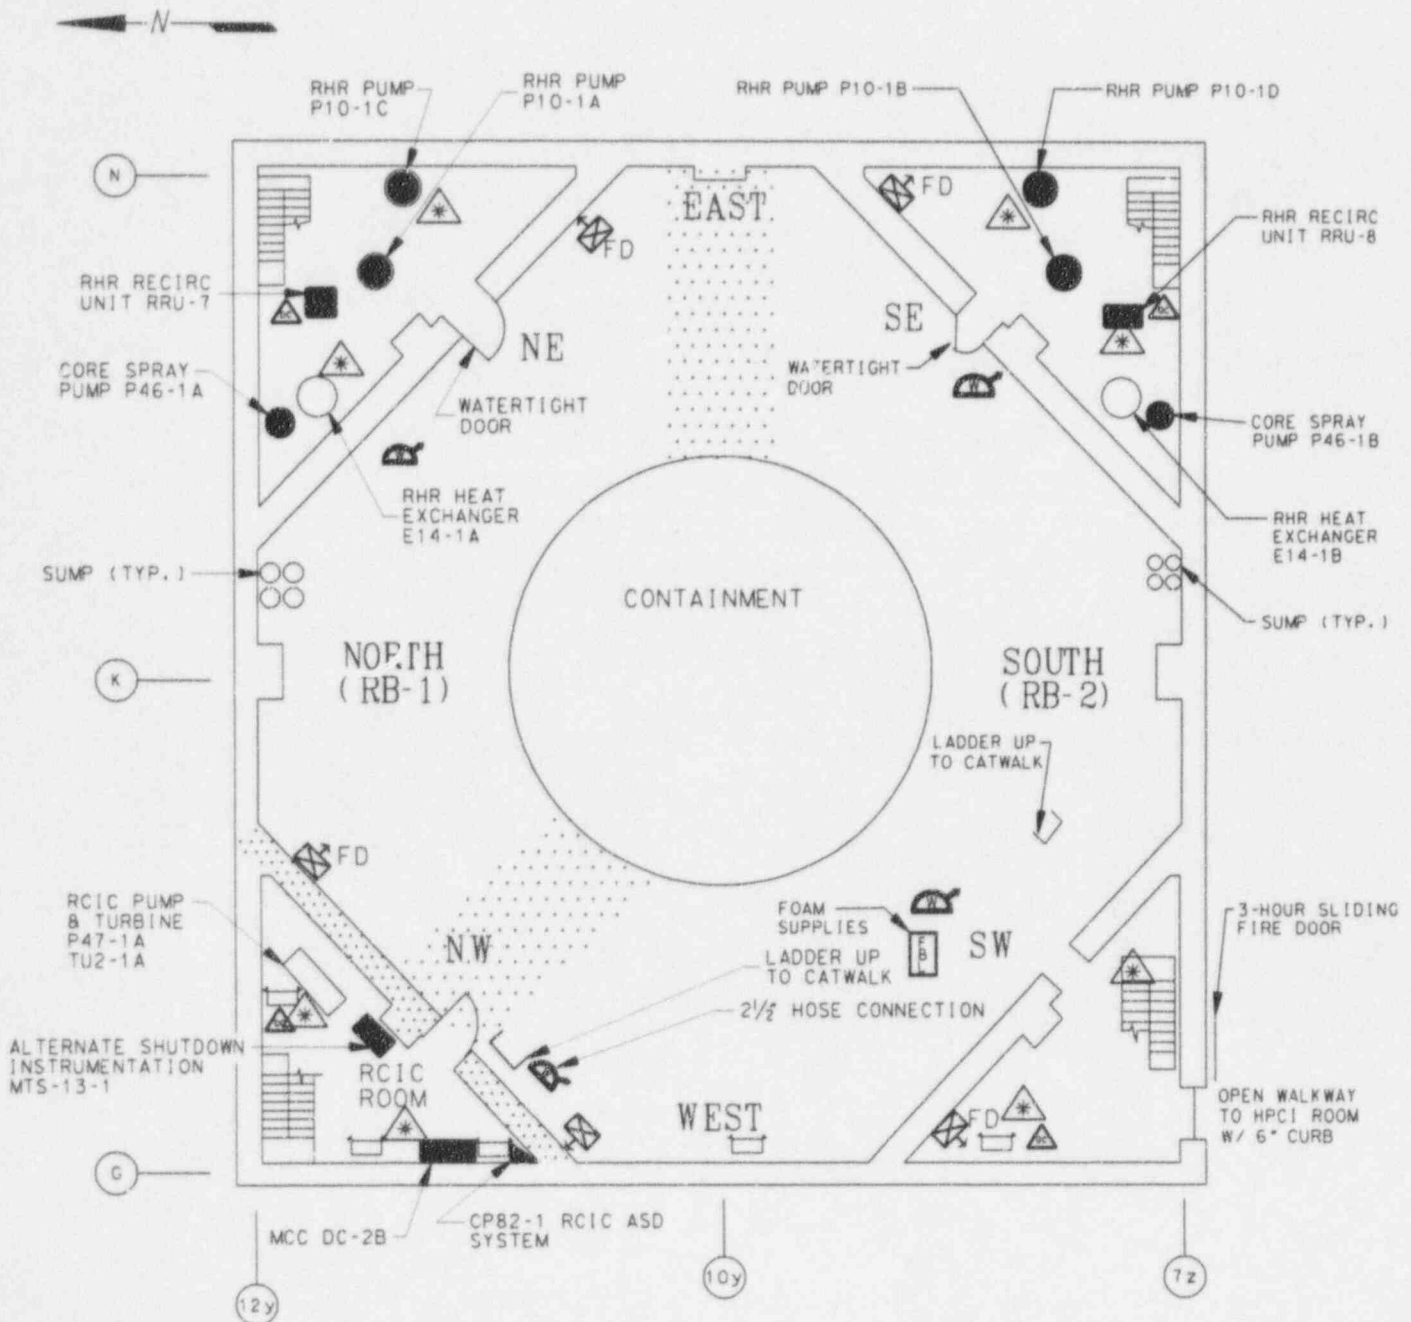 N
RHR PUMP
P10-1C
RHR PUMP
P10-1A
RHR PUMP P10-1B
RHR PUMP P10-1D
N
FD
EAST
FD
RHR RECIRC
UNIT RRU-8
RHR RECIRC
UNIT RRU-7
NE
SE
WATERTIGHT
DOOR
CORE SPRAY
PUMP P46-1A
WATERTIGHT
DOOR
W
CORE SPRAY
PUMP P46-1B
RHR HEAT
EXCHANGER
E14-1A
RHR HEAT
EXCHANGER
E14-1B
SUMP (TYP.)
CONTAINMENT
SUMP (TYP.)
K
NORTH
(RB-1)
SOUTH
(RB-2)
LADDER UP
TO CATWALK
FD
RCIC PUMP
& TURBINE
P47-1A
TU2-1A
FOAM
SUPPLIES
W
3-HOUR SLIDING
FIRE DOOR
NW
LADDER UP
TO CATWALK
SW
2½" HOSE CONNECTION
ALTERNATE SHUTDOWN
INSTRUMENTATION
MTS-13-1
RCIC
ROOM
OPEN WALKWAY
TO HPCI ROOM
W/ 6" CURB
WEST
FD
G
MCC DC-2B
CP82-1 RCIC ASD
SYSTEM
12y
10y
7z